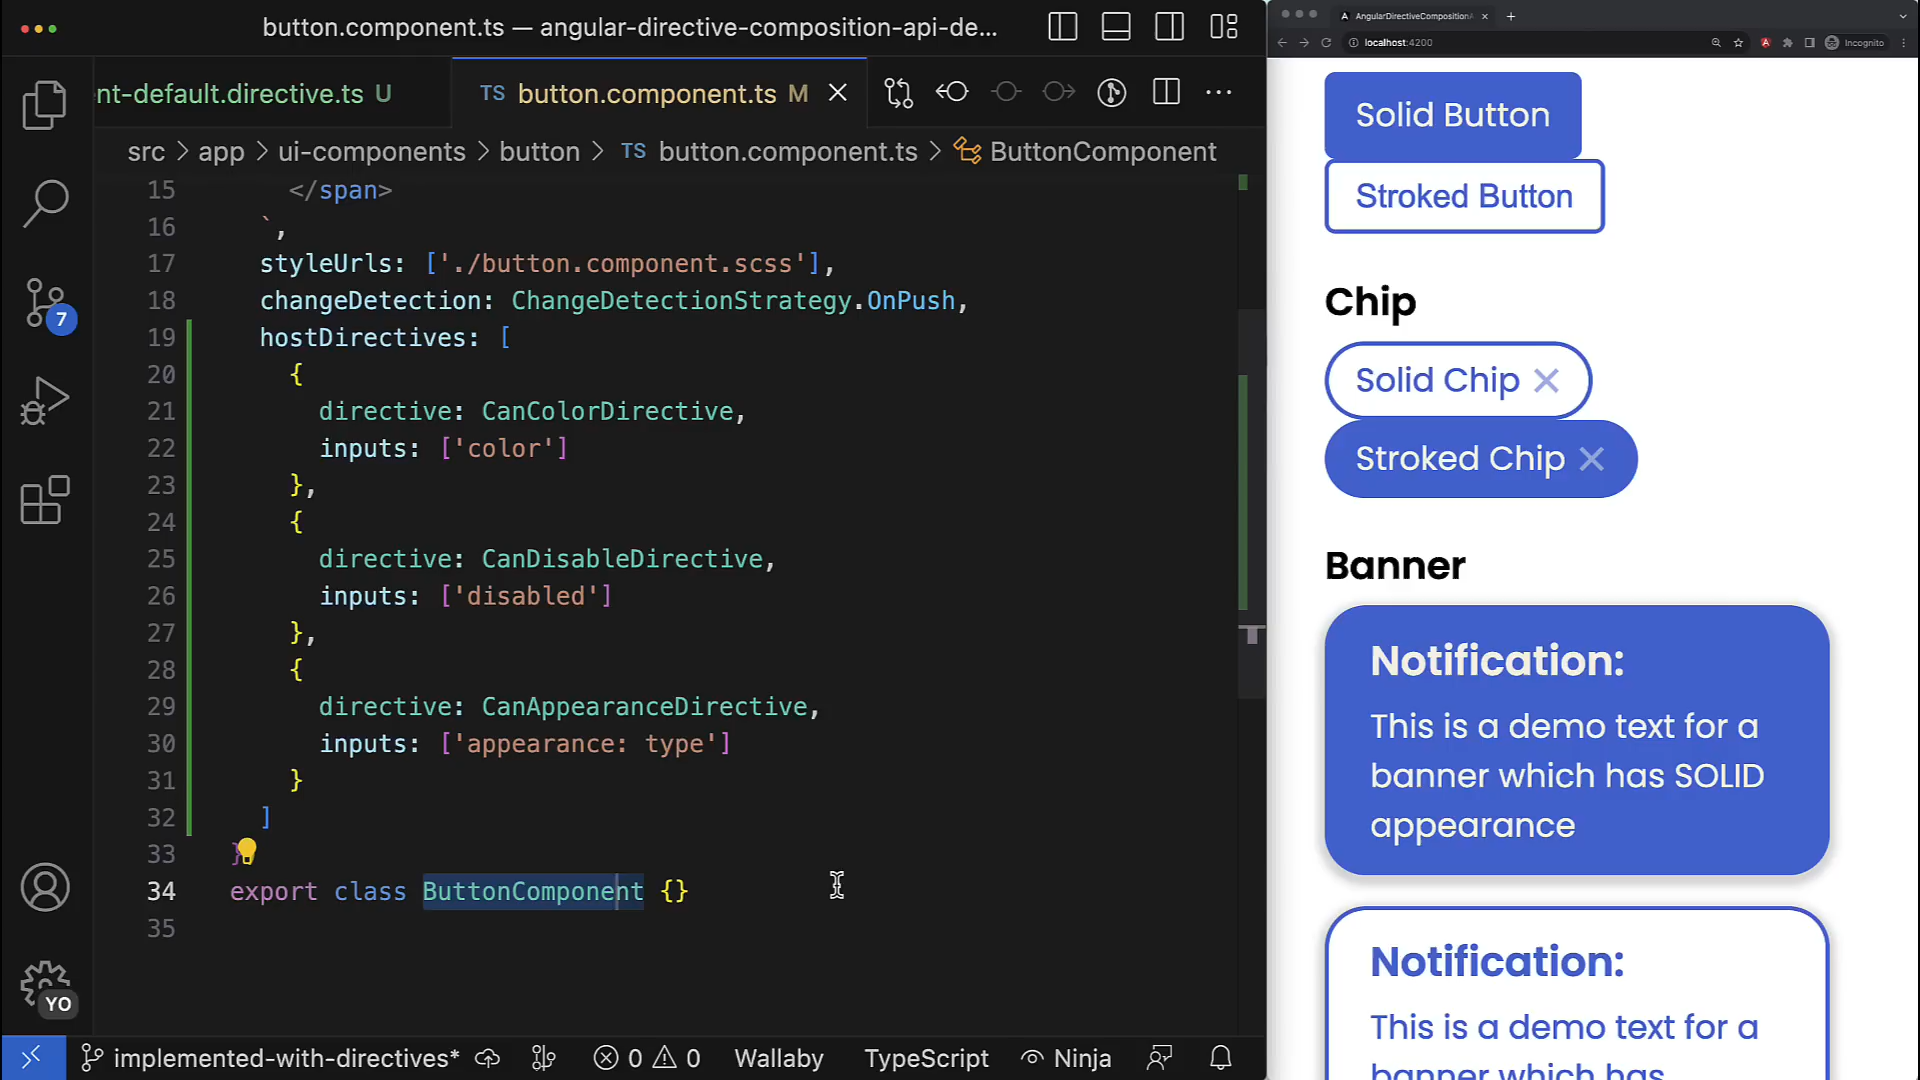 button.component.ts — angular-directive-composition-api-de...
nt-default.directive.ts U
TS button.component.ts M
src > app > ui-components > button > TS button.component.ts > ButtonComponent
15 </span>
16 `,
17 styleUrls: ['./button.component.scss'],
18 changeDetection: ChangeDetectionStrategy.OnPush,
19 hostDirectives: [
20 {
21 directive: CanColorDirective,
22 inputs: ['color']
23 },
24 {
25 directive: CanDisableDirective,
26 inputs: ['disabled']
27 },
28 {
29 directive: CanAppearanceDirective,
30 inputs: ['appearance: type']
31 }
32 ]
33 }
34 export class ButtonComponent {}
35
7
YO
implemented-with-directives* 0 0 Wallaby TypeScript Ninja
AngularDirectiveComposition
localhost:4200 Incognito
Solid Button
Stroked Button
Chip
Solid Chip
Stroked Chip
Banner
Notification:
This is a demo text for a
banner which has SOLID
appearance
Notification:
This is a demo text for a
banner which has